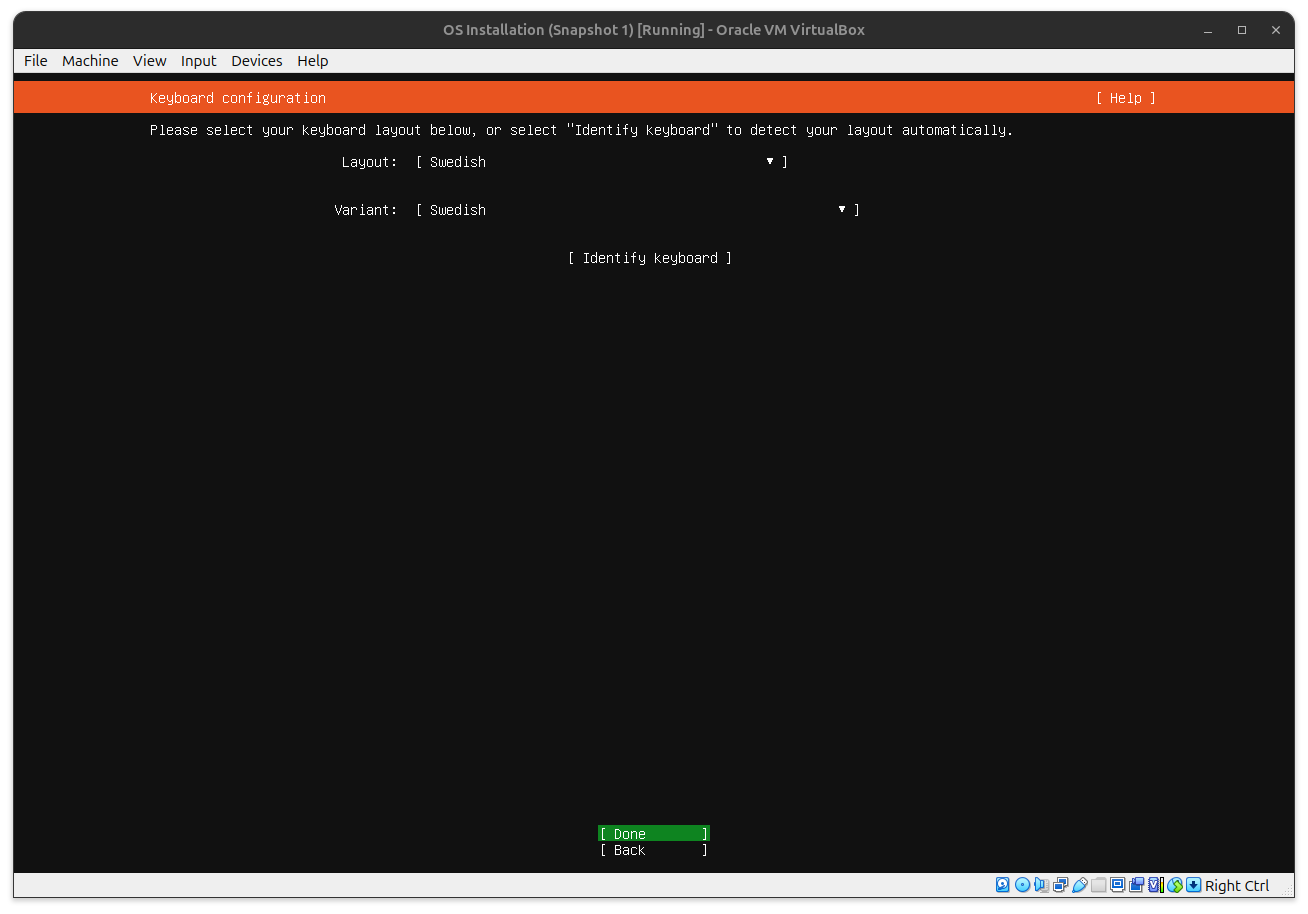 OS Installation (Snapshot 1) [Running] - Oracle VM VirtualBox
File Machine View Input Devices Help
Keyboard configuration [ Help ]
Please select your keyboard layout below, or select "Identify keyboard" to detect your layout automatically.
Layout: [ Swedish ▾ ]
Variant: [ Swedish ▾ ]
[ Identify keyboard ]
[ Done ]
[ Back ]
Right Ctrl